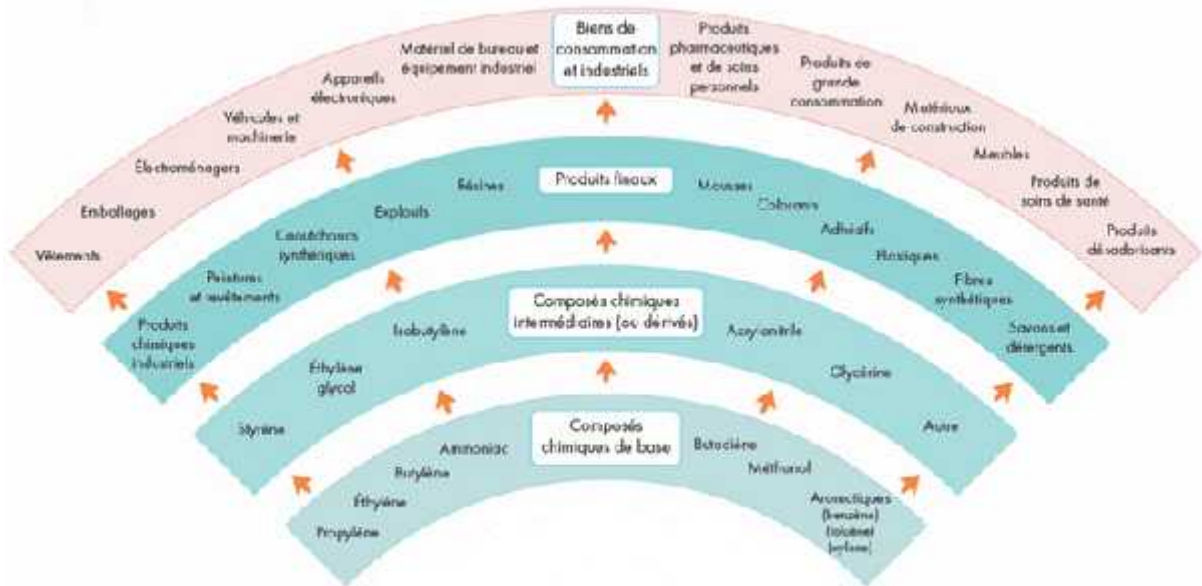 Biens de
consommation
et industriels
Vêtements
Emballages
Électroménagers
Véhicules et
machinerie
Appareils
électroniques
Matériel de bureau et
équipement industriel
Produits
pharmaceutiques
et de soins
personnels
Produits de
grande
consommation
Matériaux
de construction
Meubles
Produits de
soins de santé
Produits
désodorisants
Produits finaux
Produits
chimiques
industriels
Peintures
et revêtements
Caoutchoucs
synthétiques
Explosifs
Résines
Mousses
Colorants
Adhésifs
Plastiques
Fibres
synthétiques
Savons et
détergents
Composés chimiques
intermédiaires (ou dérivés)
Styrène
Éthylène
glycol
Isobutylène
Acrylonitrile
Glycérine
Autre
Composés
chimiques de base
Propylène
Éthylène
Butylène
Ammoniac
Butadiène
Méthanol
Aromatiques
(benzène)
(toluène)
(xylène)